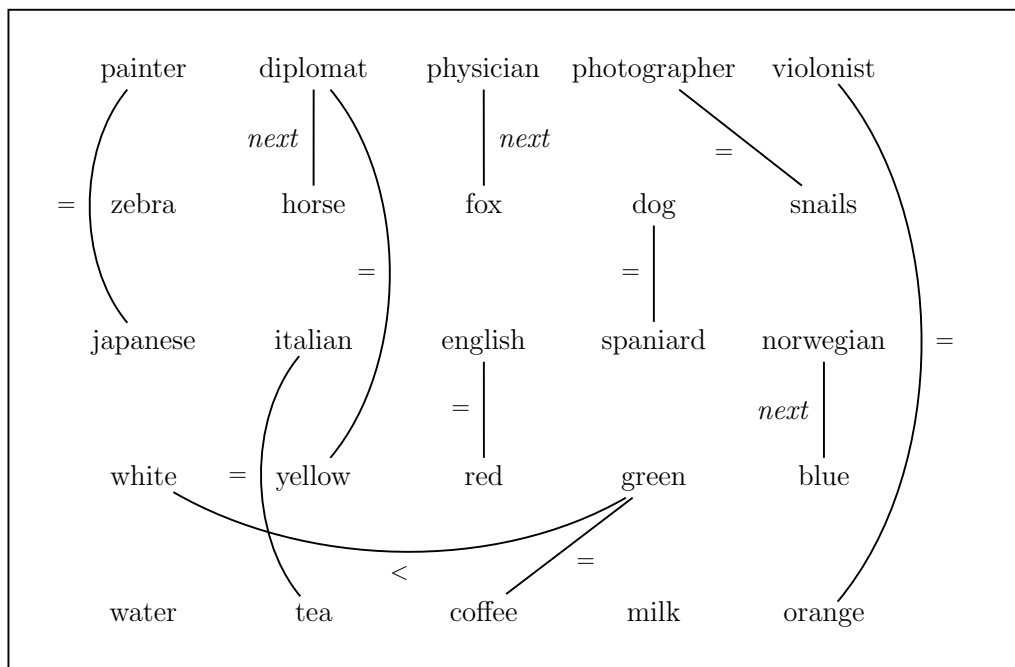 painter diplomat physician photographer violonist
next next
=
= zebra horse fox dog snails
= =
japanese italian english spaniard norwegian =
= next
white = yellow red green blue
< =
water tea coffee milk orange